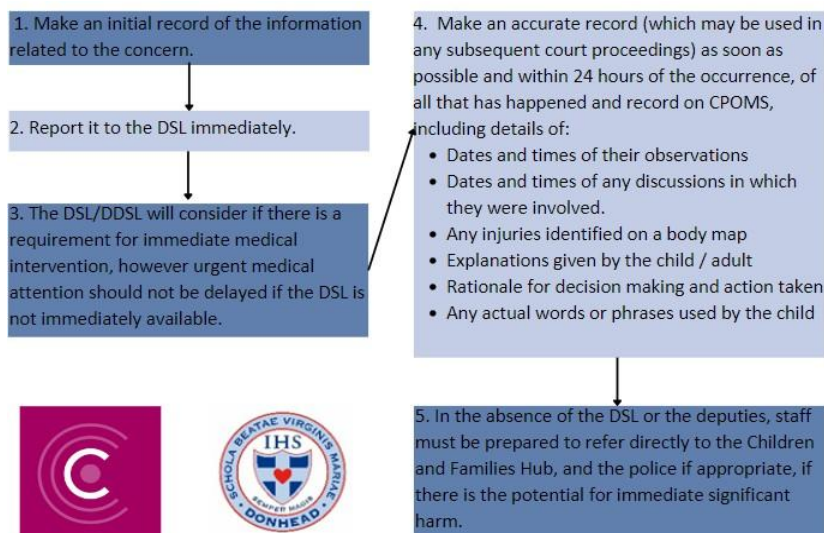 1. Make an initial record of the information
related to the concern.
2. Report it to the DSL immediately.
3. The DSL/DDSL will consider if there is a
requirement for immediate medical
intervention, however urgent medical
attention should not be delayed if the DSL is
not immediately available.
4. Make an accurate record (which may be used in
any subsequent court proceedings) as soon as
possible and within 24 hours of the occurrence, of
all that has happened and record on CPOMS,
including details of:
• Dates and times of their observations
• Dates and times of any discussions in which
they were involved.
• Any injuries identified on a body map
• Explanations given by the child / adult
• Rationale for decision making and action taken
• Any actual words or phrases used by the child
5. In the absence of the DSL or the deputies, staff
must be prepared to refer directly to the Children
and Families Hub, and the police if appropriate, if
there is the potential for immediate significant
harm.
C
SCHOLA BEATAE VIRGINIS MARIAE
IHS
SEMPER MAGIS
DONHEAD